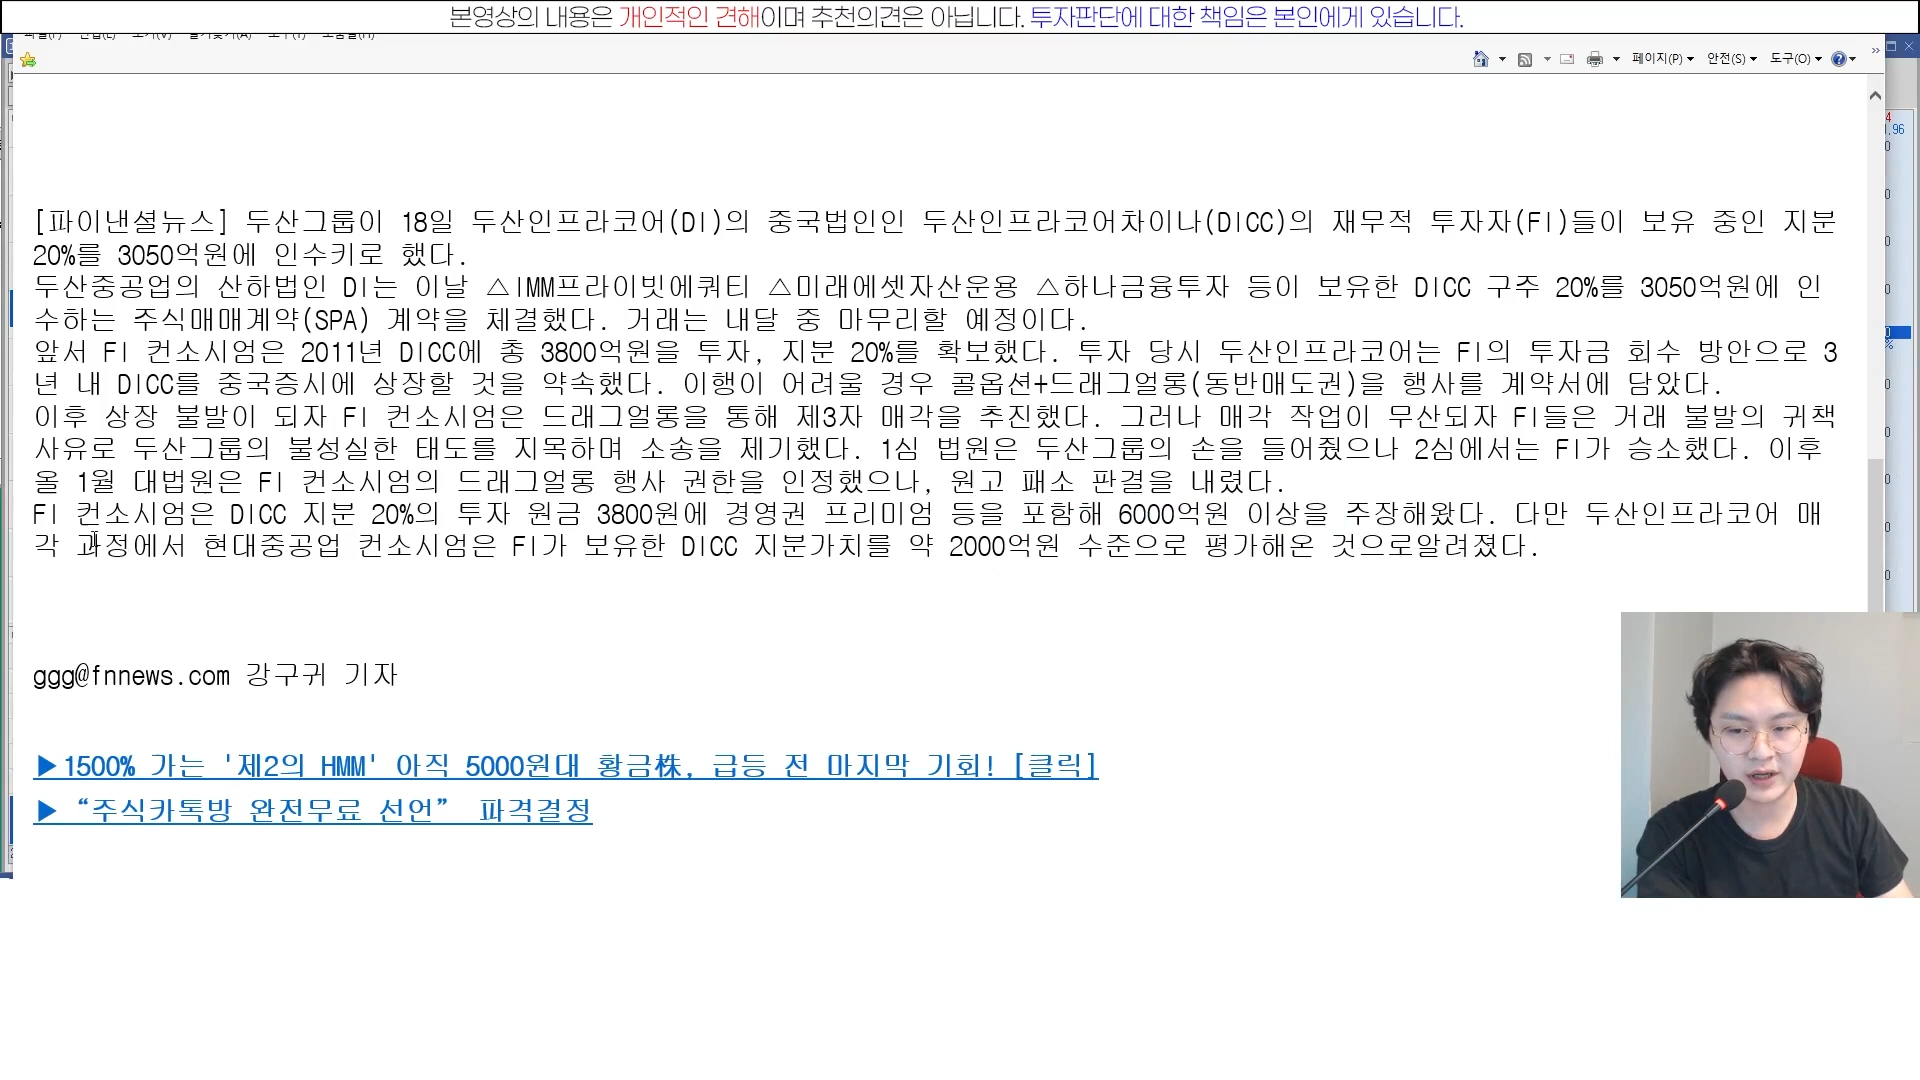 본영상의 내용은 개인적인 견해이며 추천의견은 아닙니다. 투자판단에 대한 책임은 본인에게 있습니다.
페이지(P) 안전(S) 도구(O)
[파이낸셜뉴스] 두산그룹이 18일 두산인프라코어(DI)의 중국법인인 두산인프라코어차이나(DICC)의 재무적 투자자(FI)들이 보유 중인 지분
20%를 3050억원에 인수키로 했다.
두산중공업의 산하법인 DI는 이날 △IMM프라이빗에쿼티 △미래에셋자산운용 △하나금융투자 등이 보유한 DICC 구주 20%를 3050억원에 인
수하는 주식매매계약(SPA) 계약을 체결했다. 거래는 내달 중 마무리할 예정이다.
앞서 FI 컨소시엄은 2011년 DICC에 총 3800억원을 투자, 지분 20%를 확보했다. 투자 당시 두산인프라코어는 FI의 투자금 회수 방안으로 3
년 내 DICC를 중국증시에 상장할 것을 약속했다. 이행이 어려울 경우 콜옵션+드래그얼롱(동반매도권)을 행사를 계약서에 담았다.
이후 상장 불발이 되자 FI 컨소시엄은 드래그얼롱을 통해 제3자 매각을 추진했다. 그러나 매각 작업이 무산되자 FI들은 거래 불발의 귀책
사유로 두산그룹의 불성실한 태도를 지목하며 소송을 제기했다. 1심 법원은 두산그룹의 손을 들어줬으나 2심에서는 FI가 승소했다. 이후
올 1월 대법원은 FI 컨소시엄의 드래그얼롱 행사 권한을 인정했으나, 원고 패소 판결을 내렸다.
FI 컨소시엄은 DICC 지분 20%의 투자 원금 3800원에 경영권 프리미엄 등을 포함해 6000억원 이상을 주장해왔다. 다만 두산인프라코어 매
각 과정에서 현대중공업 컨소시엄은 FI가 보유한 DICC 지분가치를 약 2000억원 수준으로 평가해온 것으로알려졌다.
ggg@fnnews.com 강구귀 기자
▶1500% 가는 '제2의 HMM' 아직 5000원대 황금株, 급등 전 마지막 기회! [클릭]
▶ “주식카톡방 완전무료 선언” 파격결정